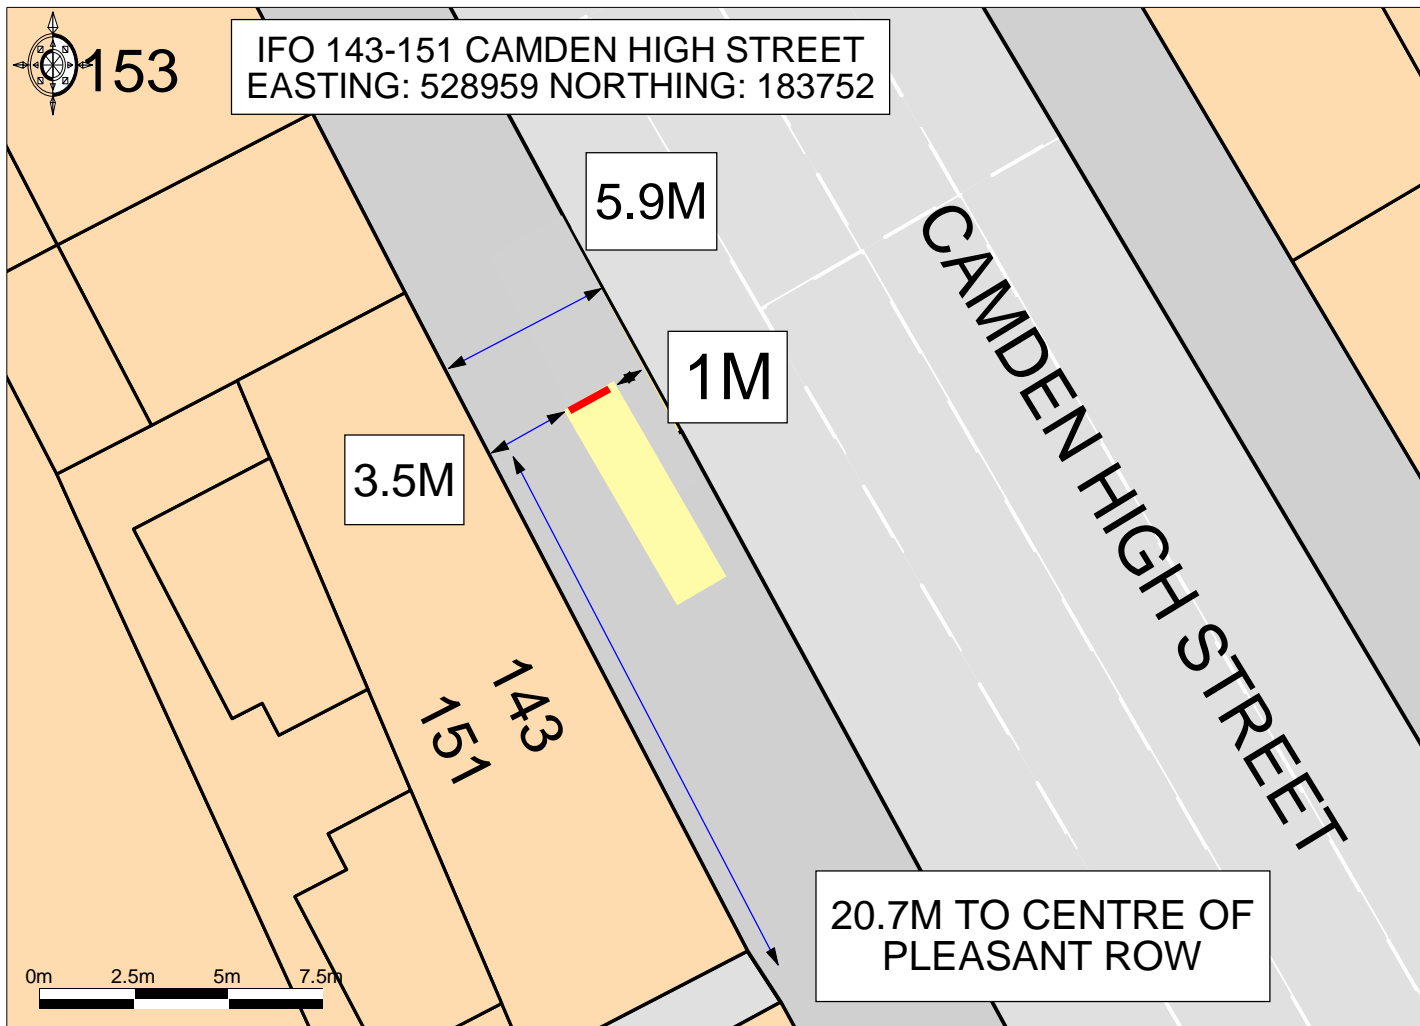 153
IFO 143-151 CAMDEN HIGH STREET
EASTING: 528959 NORTHING: 183752
5.9M
1M
3.5M
CAMDEN HIGH STREET
143
151
20.7M TO CENTRE OF
PLEASANT ROW
0m 2.5m 5m 7.5m